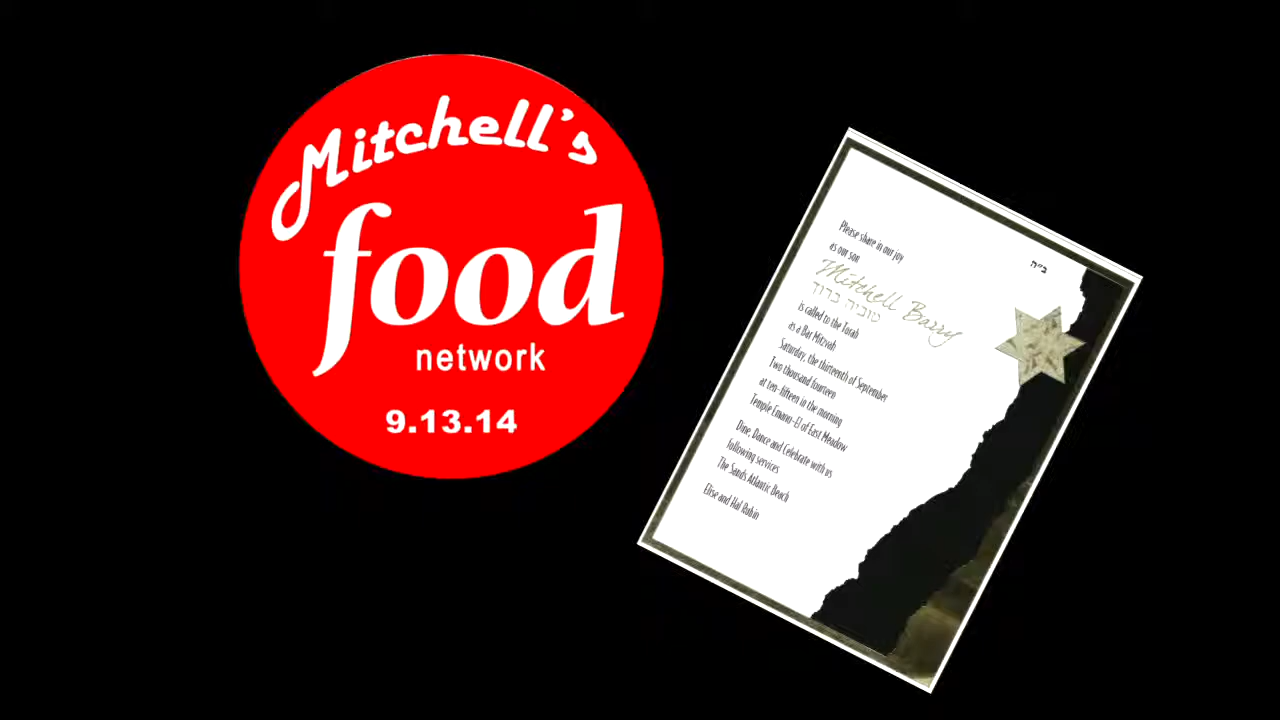 Mitchell's
food
network
9.13.14
ב״ה
Please share in our joy
as our son
Mitchell Barry
טוביה ברוך
is called to the Torah
as a Bar Mitzvah
Saturday, the thirteenth of September
Two thousand fourteen
at ten-fifteen in the morning
Temple Emanu-El of East Meadow
Dine, Dance and Celebrate with us
following services
The Sands Atlantic Beach
Elise and Hal Rubin